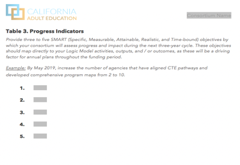 CALIFORNIA
ADULT EDUCATION
Consortium Name
Table 3. Progress Indicators
Provide three to five SMART (Specific, Measurable, Attainable, Realistic, and Time-bound) objectives by
which your consortium will assess progress and impact during the next three-year cycle. These objectives
should map directly to your Logic Model activities, outputs, and / or outcomes, as these will be a driving
factor for annual plans throughout the funding period.
Example: By May 2019, increase the number of agencies that have aligned CTE pathways and
developed comprehensive program maps from 2 to 10.
1.
2.
3.
4.
5.